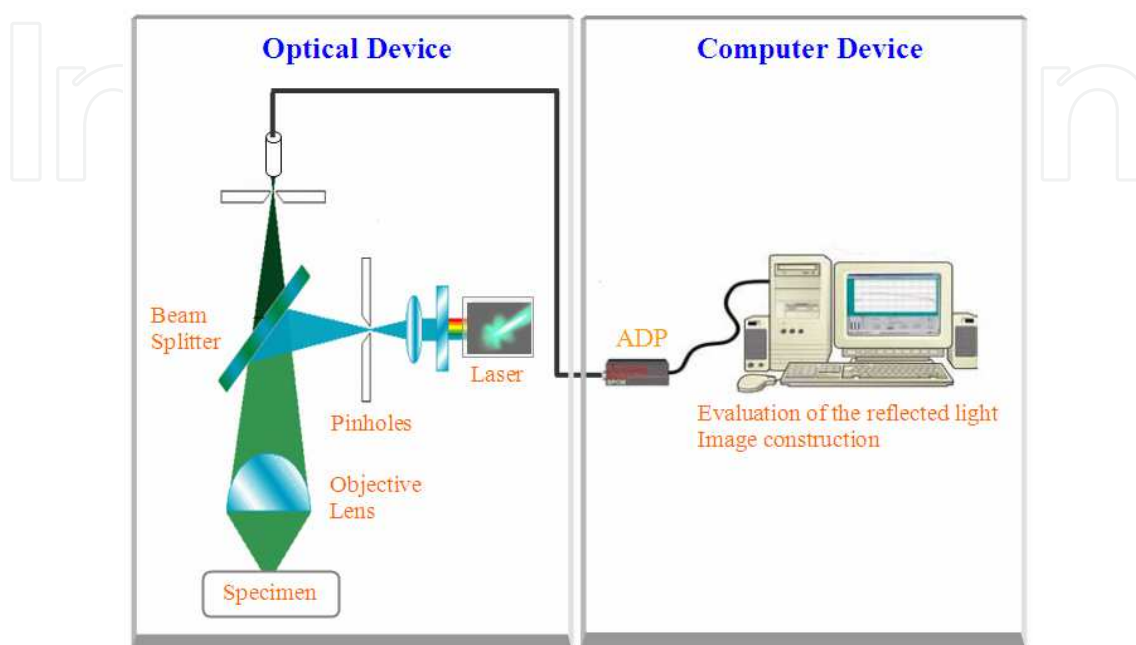 Optical Device
Computer Device
Beam
Splitter
Laser
Pinholes
Objective
Lens
Specimen
ADP
Evaluation of the reflected light
Image construction